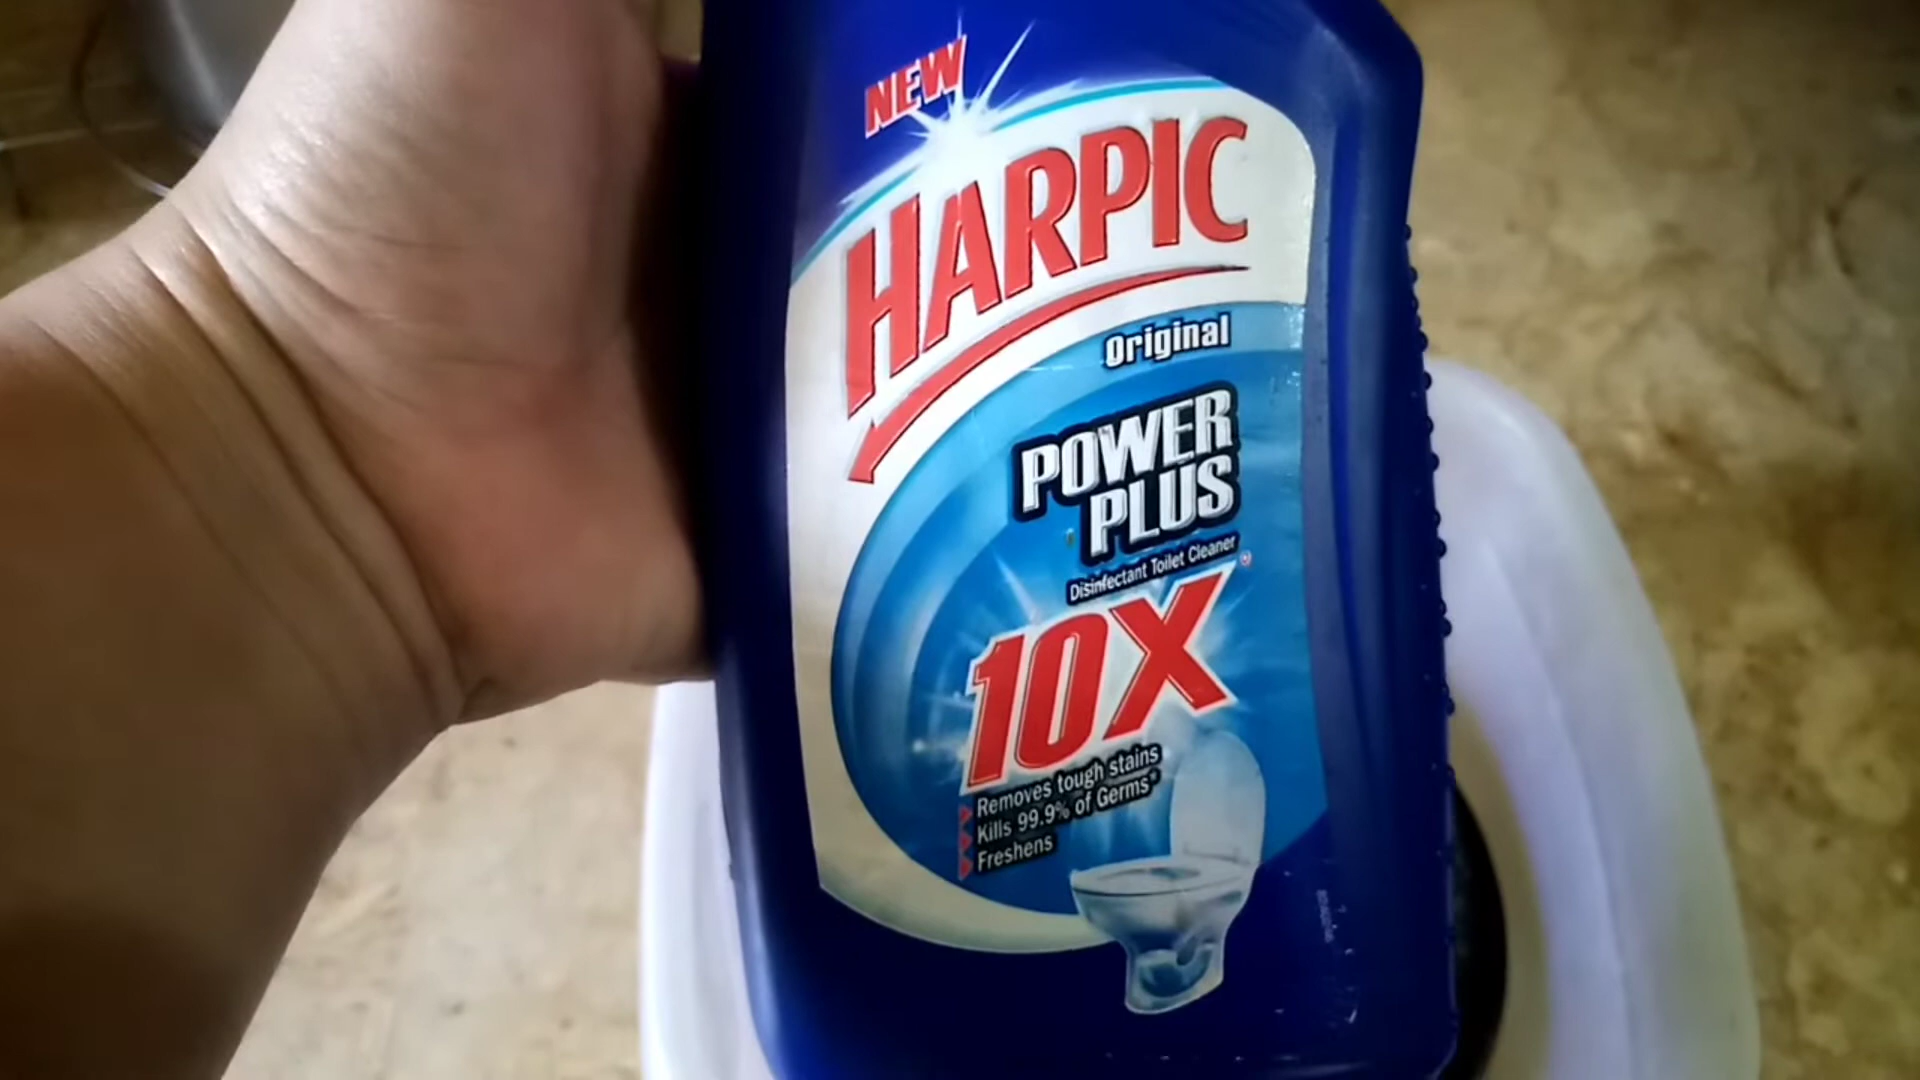 NEW
HARPIC
Original
POWER
PLUS
Disinfectant Toilet Cleaner
10X
Removes tough stains
Kills 99.9% of Germs*
Freshens